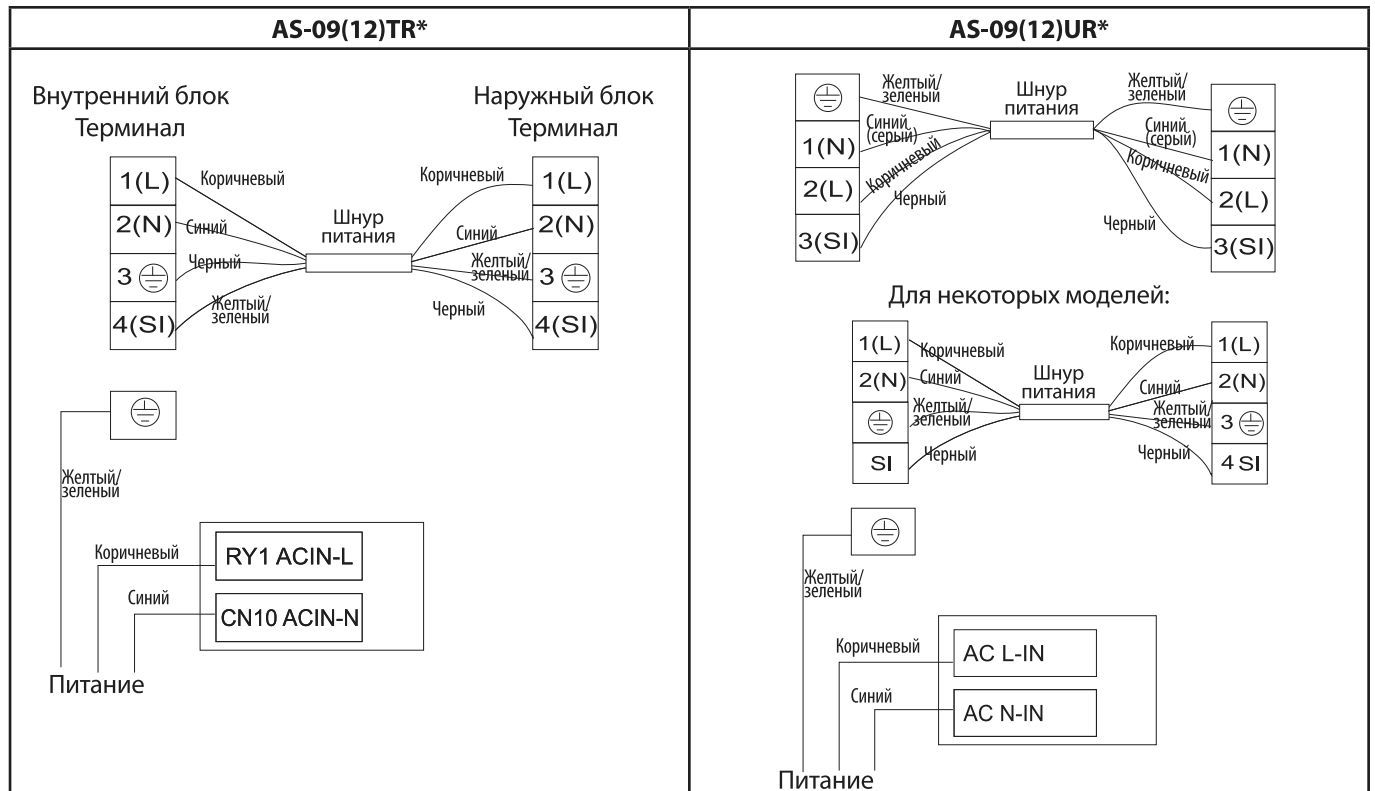 AS-09(12)TR*
Внутренний блок
Терминал
Наружный блок
Терминал
1(L)
2(N)
3
4(SI)
Коричневый
Синий
Черный
Желтый/
зеленый
Шнур
питания
Коричневый
Синий
Желтый/
зеленый
Черный
1(L)
2(N)
3
4(SI)
Желтый/
зеленый
Коричневый
RY1 ACIN-L
Синий
CN10 ACIN-N
Питание
AS-09(12)UR*
1(N)
2(L)
3(SI)
Желтый/
зеленый
Синий
(серый)
Коричневый
Черный
Шнур
питания
Желтый/
зеленый
Синий
(серый)
Коричневый
Черный
1(N)
2(L)
3(SI)
Для некоторых моделей:
1(L)
2(N)
SI
Коричневый
Синий
Желтый/
зеленый
Черный
Шнур
питания
Коричневый
Синий
Желтый/
зеленый
Черный
1(L)
2(N)
3
4 SI
Желтый/
зеленый
Коричневый
AC L-IN
Синий
AC N-IN
Питание